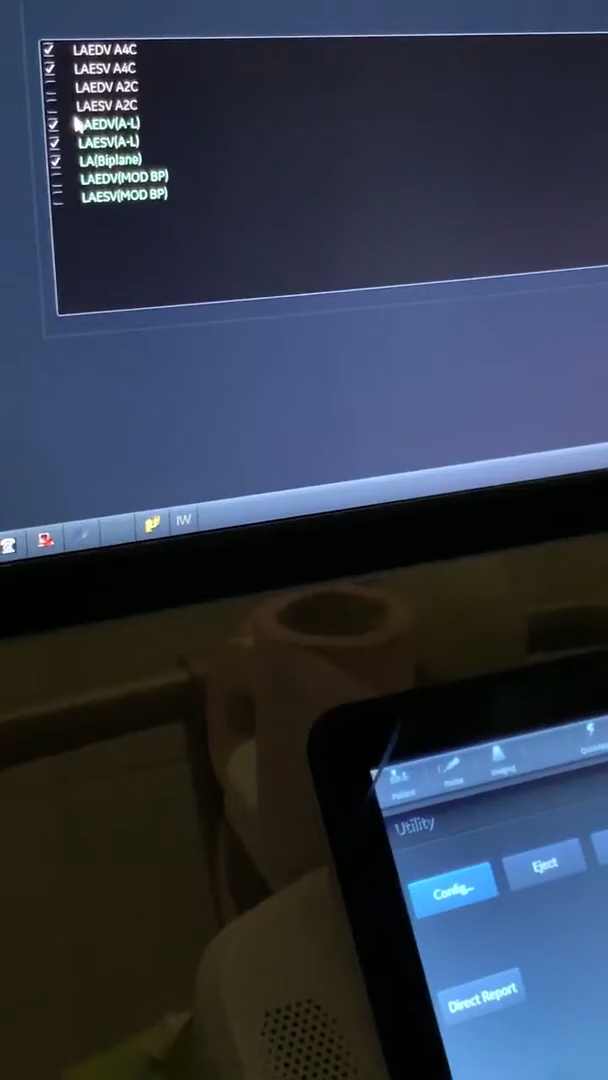 LAEDV A4C
LAESV A4C
LAEDV A2C
LAESV A2C
LAEDV(A-L)
LAESV(A-L)
LA(Biplane)
LAEDV(MOD BP)
LAESV(MOD BP)
IW
Patient
Probe
Utility
Config...
Eject
Direct Report